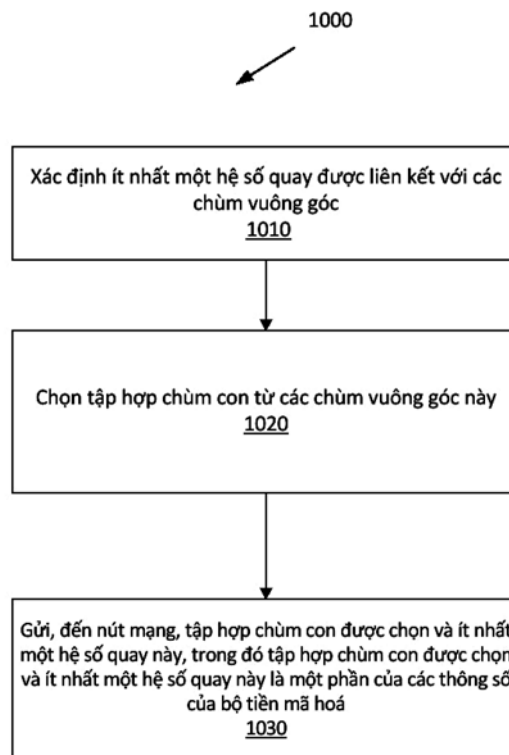 1000
Xác định ít nhất một hệ số quay được liên kết với các
chùm vuông góc
1010
Chọn tập hợp chùm con từ các chùm vuông góc này
1020
Gửi, đến nút mạng, tập hợp chùm con được chọn và ít nhất
một hệ số quay này, trong đó tập hợp chùm con được chọn
và ít nhất một hệ số quay này là một phần của các thông số
của bộ tiền mã hoá
1030